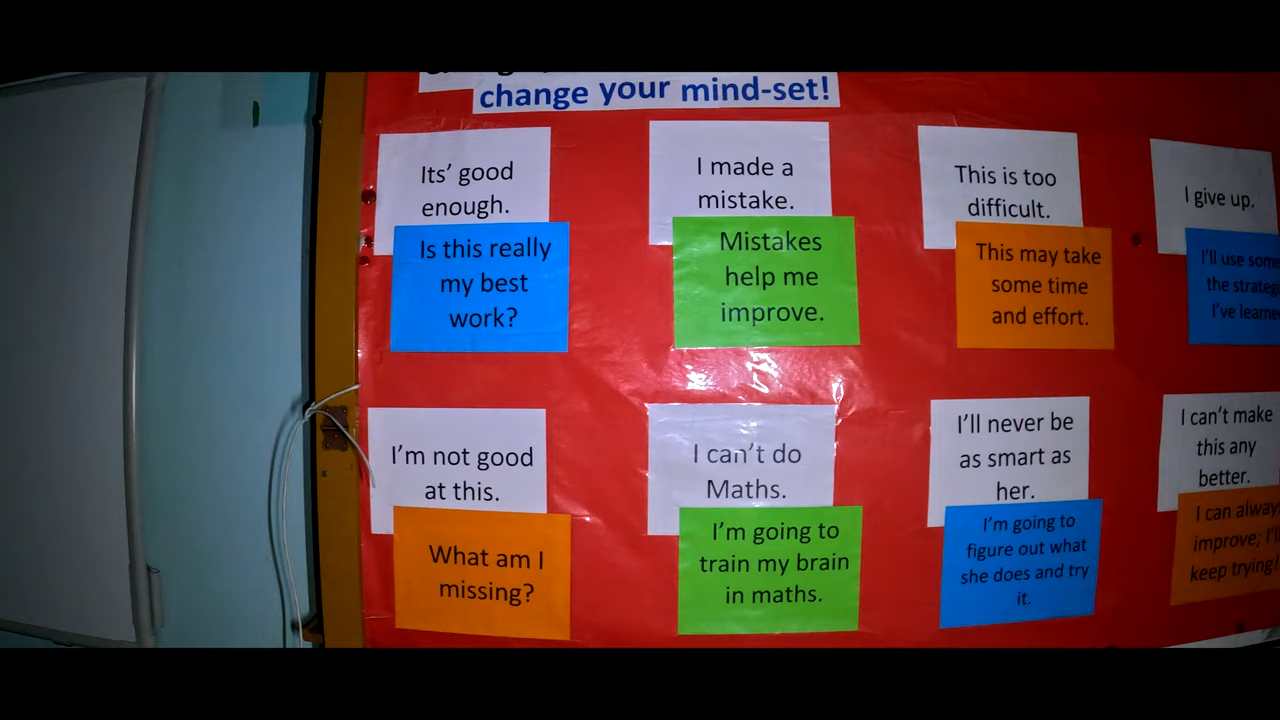 change your mind-set!
Its' good
enough.
Is this really
my best
work?
I made a
mistake.
Mistakes
help me
improve.
This is too
difficult.
This may take
some time
and effort.
I give up.
I'll use some
the
I've
I'm not good
at this.
What am I
missing?
I can't do
Maths.
I'm going to
train my brain
in maths.
I'll never be
as smart as
her.
I'm going to
figure out what
she does and try
it.
I can't make
this any
better.
I can
improve;
keep trying!